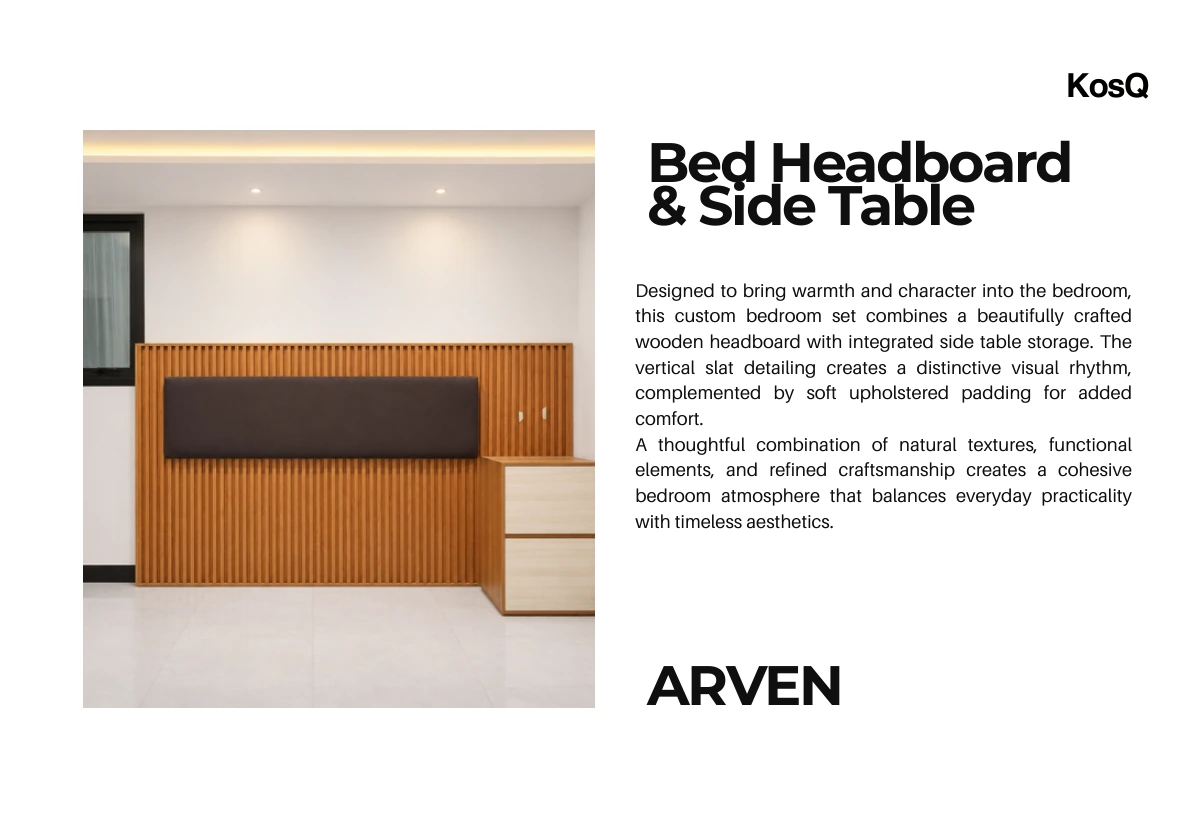 KosQ
Bed Headboard
& Side Table
Designed to bring warmth and character into the bedroom,
this custom bedroom set combines a beautifully crafted
wooden headboard with integrated side table storage. The
vertical slat detailing creates a distinctive visual rhythm,
complemented by soft upholstered padding for added
comfort.
A thoughtful combination of natural textures, functional
elements, and refined craftsmanship creates a cohesive
bedroom atmosphere that balances everyday practicality
with timeless aesthetics.
ARVEN